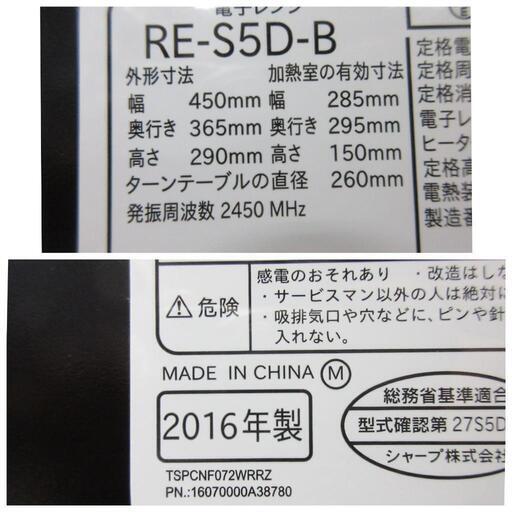 電子レンジ
RE-S5D-B
外形寸法 加熱室の有効寸法
幅 450mm 幅 285mm
奥行き 365mm 奥行き 295mm
高さ 290mm 高さ 150mm
ターンテーブルの直径 260mm
発振周波数 2450 MHz
定格電
定格周
定格消
電子レ
ヒータ
定格高
電熱装
製造番
感電のおそれあり ・改造はしな
⚠危険 ・サービスマン以外の人は絶対に
・吸排気口や穴などに、ピンや針
入れない。
MADE IN CHINA Ⓜ
2016年製
TSPCNF072WRRZ
PN.:16070000A38780
総務省基準適合
型式確認第 27S5D
シャープ株式会